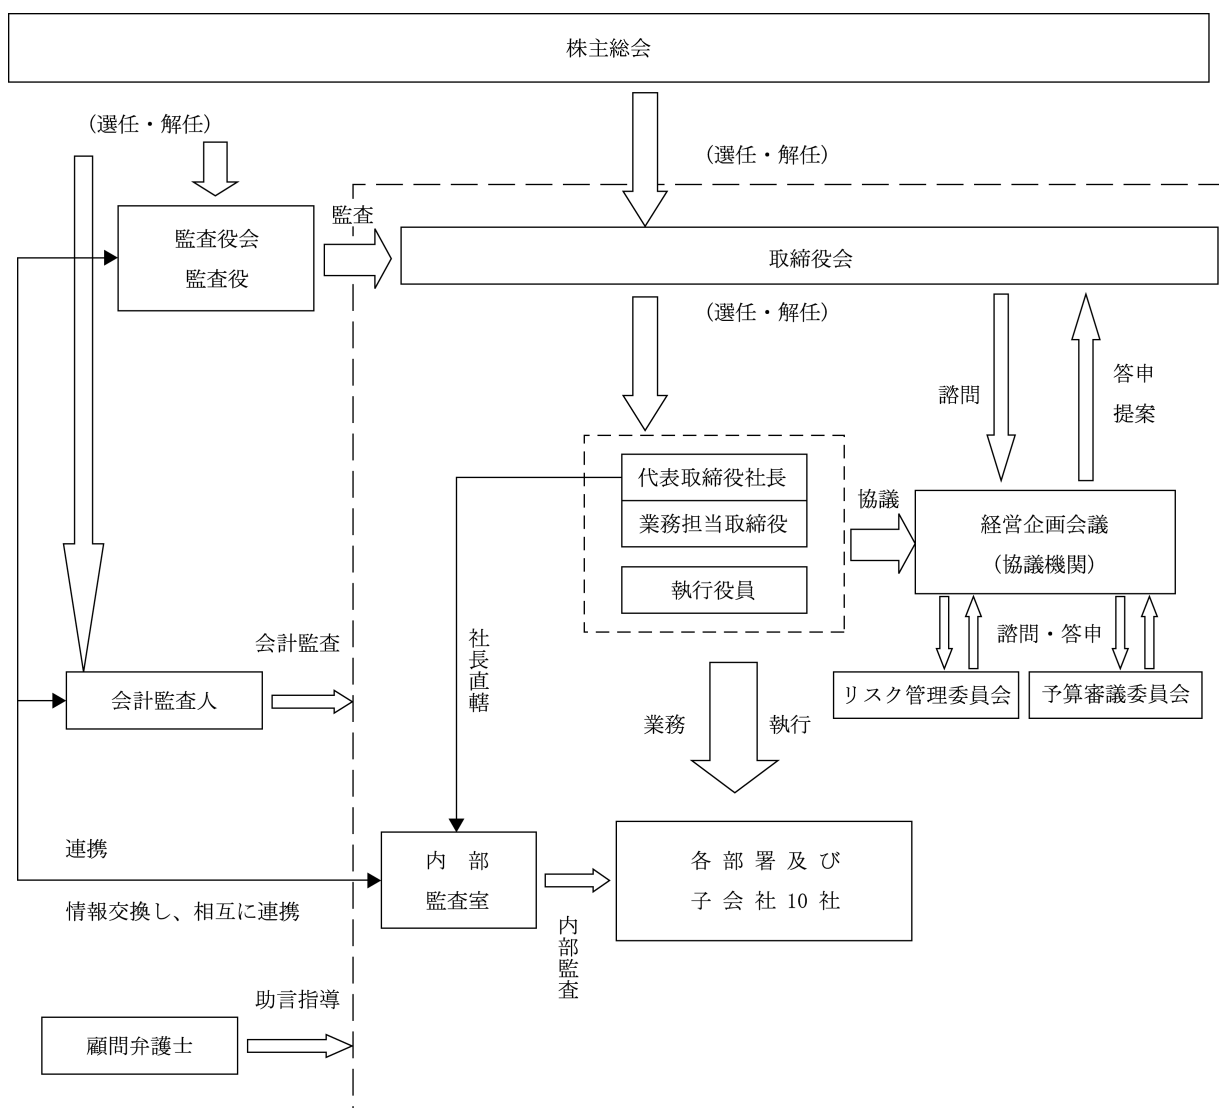 株主総会
（選任・解任）
（選任・解任）
監査
監査役会
監査役
取締役会
（選任・解任）
諮問
答申
提案
代表取締役社長
業務担当取締役
執行役員
協議
経営企画会議
（協議機関）
諮問・答申
リスク管理委員会
予算審議委員会
会計監査
会計監査人
社長直轄
業務
執行
連携
情報交換し、相互に連携
内　部
監査室
各部署及び
子会社10社
内部監査
助言指導
顧問弁護士